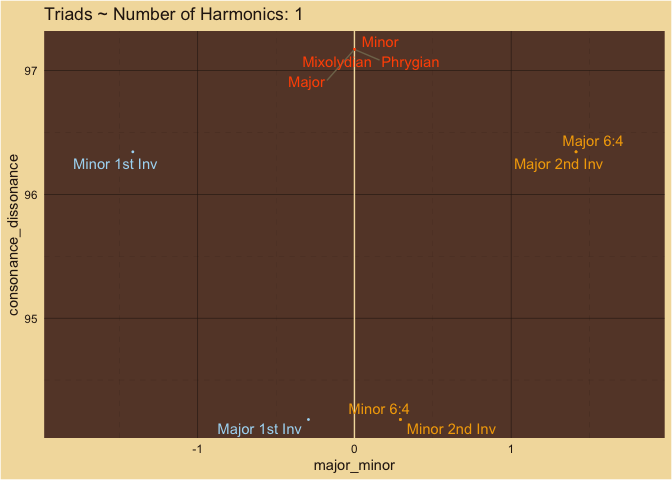 Triads ~ Number of Harmonics: 1
consonance_dissonance
97
96
95
Minor
Mixolydian
Phrygian
Major
Major 6:4
Minor 1st Inv
Major 2nd Inv
Minor 6:4
Major 1st Inv
Minor 2nd Inv
-1
0
1
major_minor